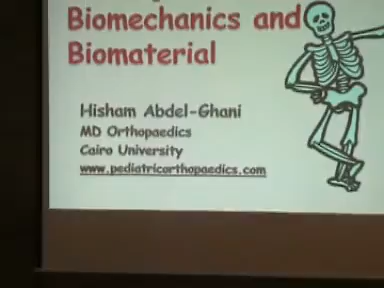 Biomechanics and
Biomaterial
Hisham Abdel-Ghani
MD Orthopaedics
Cairo University
www.pediatricorthopaedics.com